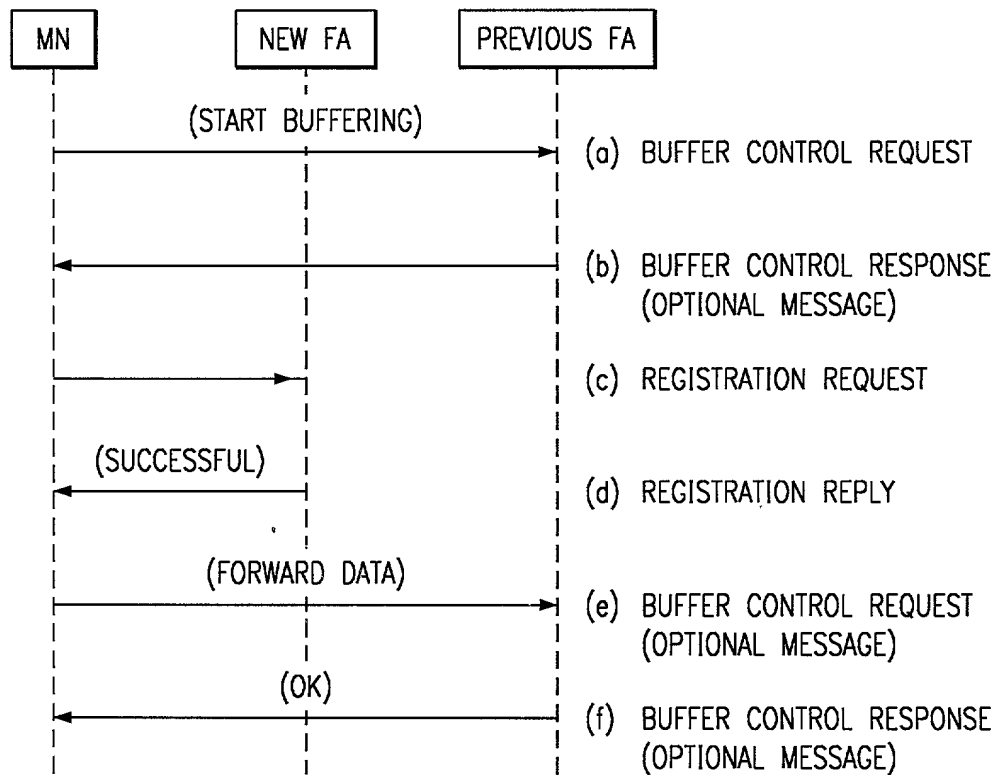 MN
NEW FA
PREVIOUS FA
(START BUFFERING)
(a) BUFFER CONTROL REQUEST
(b) BUFFER CONTROL RESPONSE
(OPTIONAL MESSAGE)
(c) REGISTRATION REQUEST
(SUCCESSFUL)
(d) REGISTRATION REPLY
(FORWARD DATA)
(e) BUFFER CONTROL REQUEST
(OPTIONAL MESSAGE)
(OK)
(f) BUFFER CONTROL RESPONSE
(OPTIONAL MESSAGE)